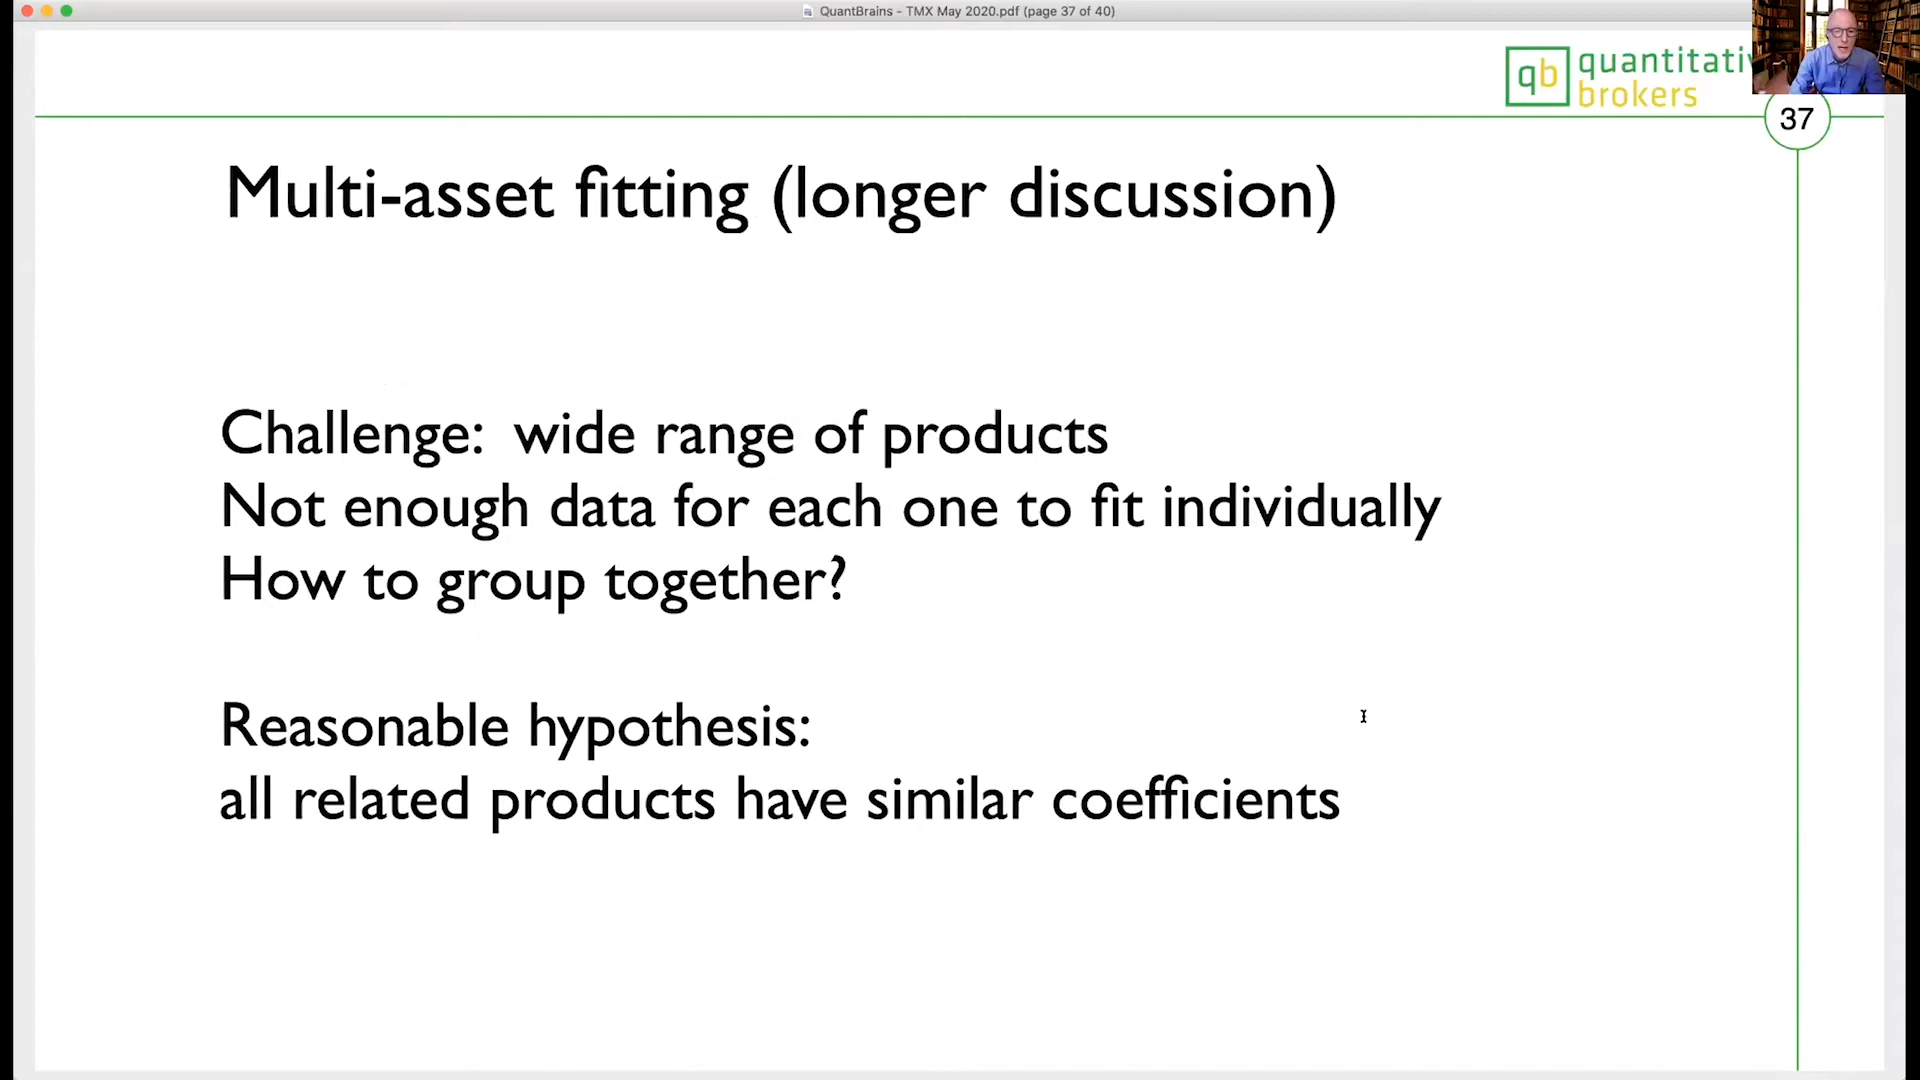 QuantBrains - TMX May 2020.pdf (page 37 of 40)
qb quantitati
brokers
37
Multi-asset fitting (longer discussion)
Challenge: wide range of products
Not enough data for each one to fit individually
How to group together?
Reasonable hypothesis:
all related products have similar coefficients